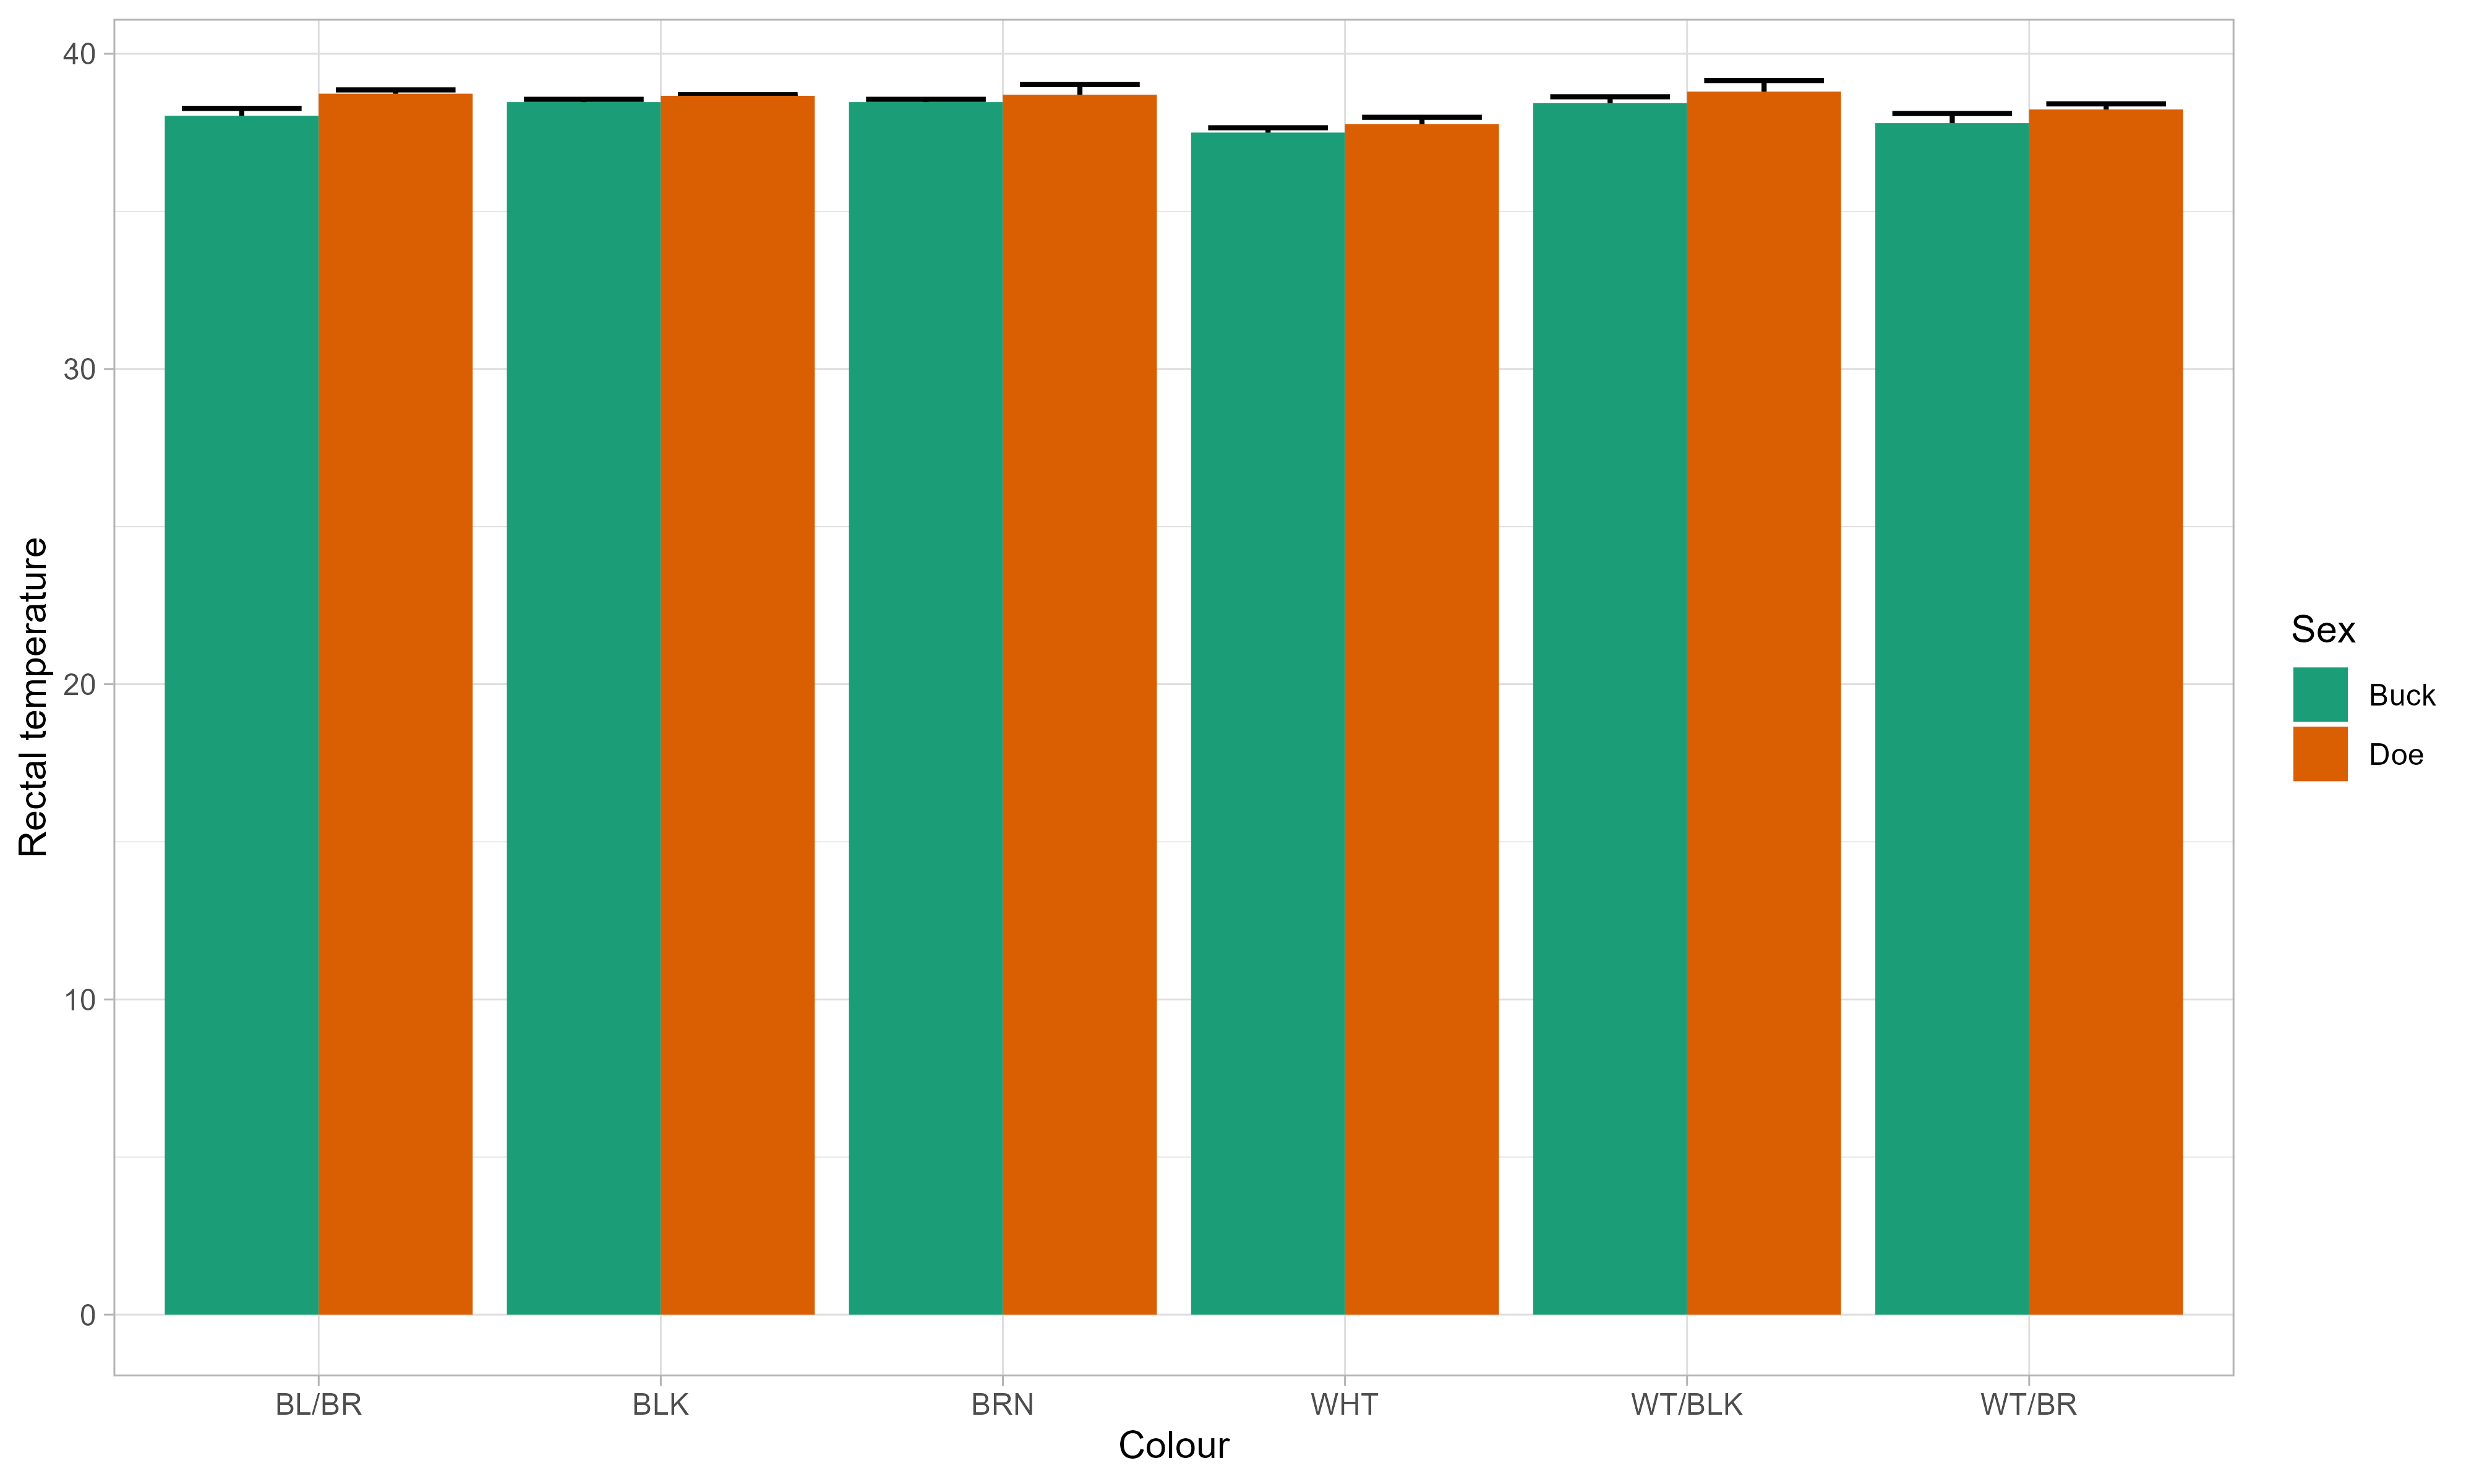 40
30
20
10
0
Rectal temperature
BL/BR
BLK
BRN
WHT
WT/BLK
WT/BR
Colour
Sex
Buck
Doe